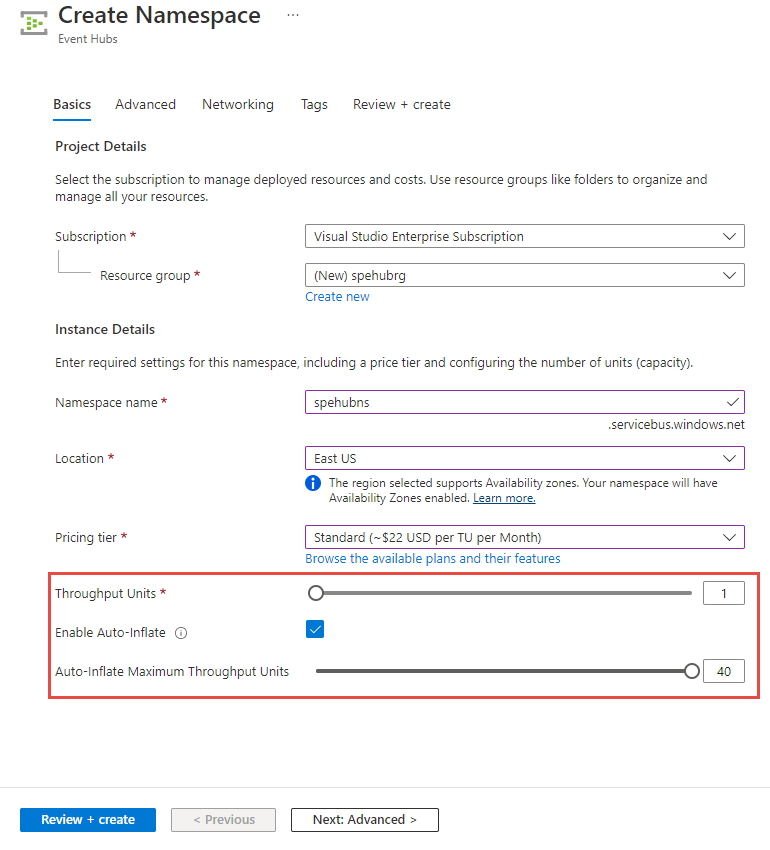 Create Namespace ...
Event Hubs
Basics Advanced Networking Tags Review + create
Project Details
Select the subscription to manage deployed resources and costs. Use resource groups like folders to organize and
manage all your resources.
Subscription * Visual Studio Enterprise Subscription
Resource group * (New) spehubrg
Create new
Instance Details
Enter required settings for this namespace, including a price tier and configuring the number of units (capacity).
Namespace name * spehubns
.servicebus.windows.net
Location * East US
The region selected supports Availability zones. Your namespace will have
Availability Zones enabled. Learn more.
Pricing tier * Standard (~$22 USD per TU per Month)
Browse the available plans and their features
Throughput Units * 1
Enable Auto-Inflate
Auto-Inflate Maximum Throughput Units 40
Review + create < Previous Next: Advanced >